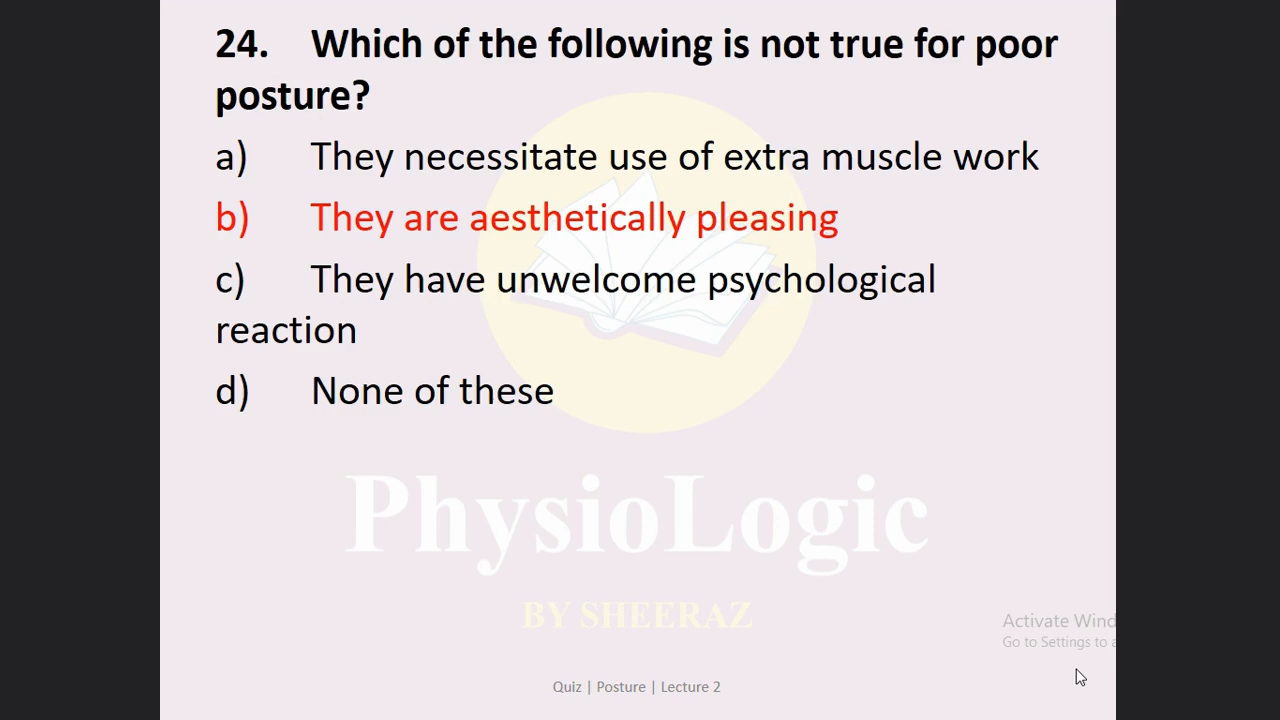 24. Which of the following is not true for poor
posture?
a) They necessitate use of extra muscle work
b) They are aesthetically pleasing
c) They have unwelcome psychological
reaction
d) None of these
PhysioLogic
BY SHEERAZ
Activate Wind
Go to Settings to a
Quiz | Posture | Lecture 2